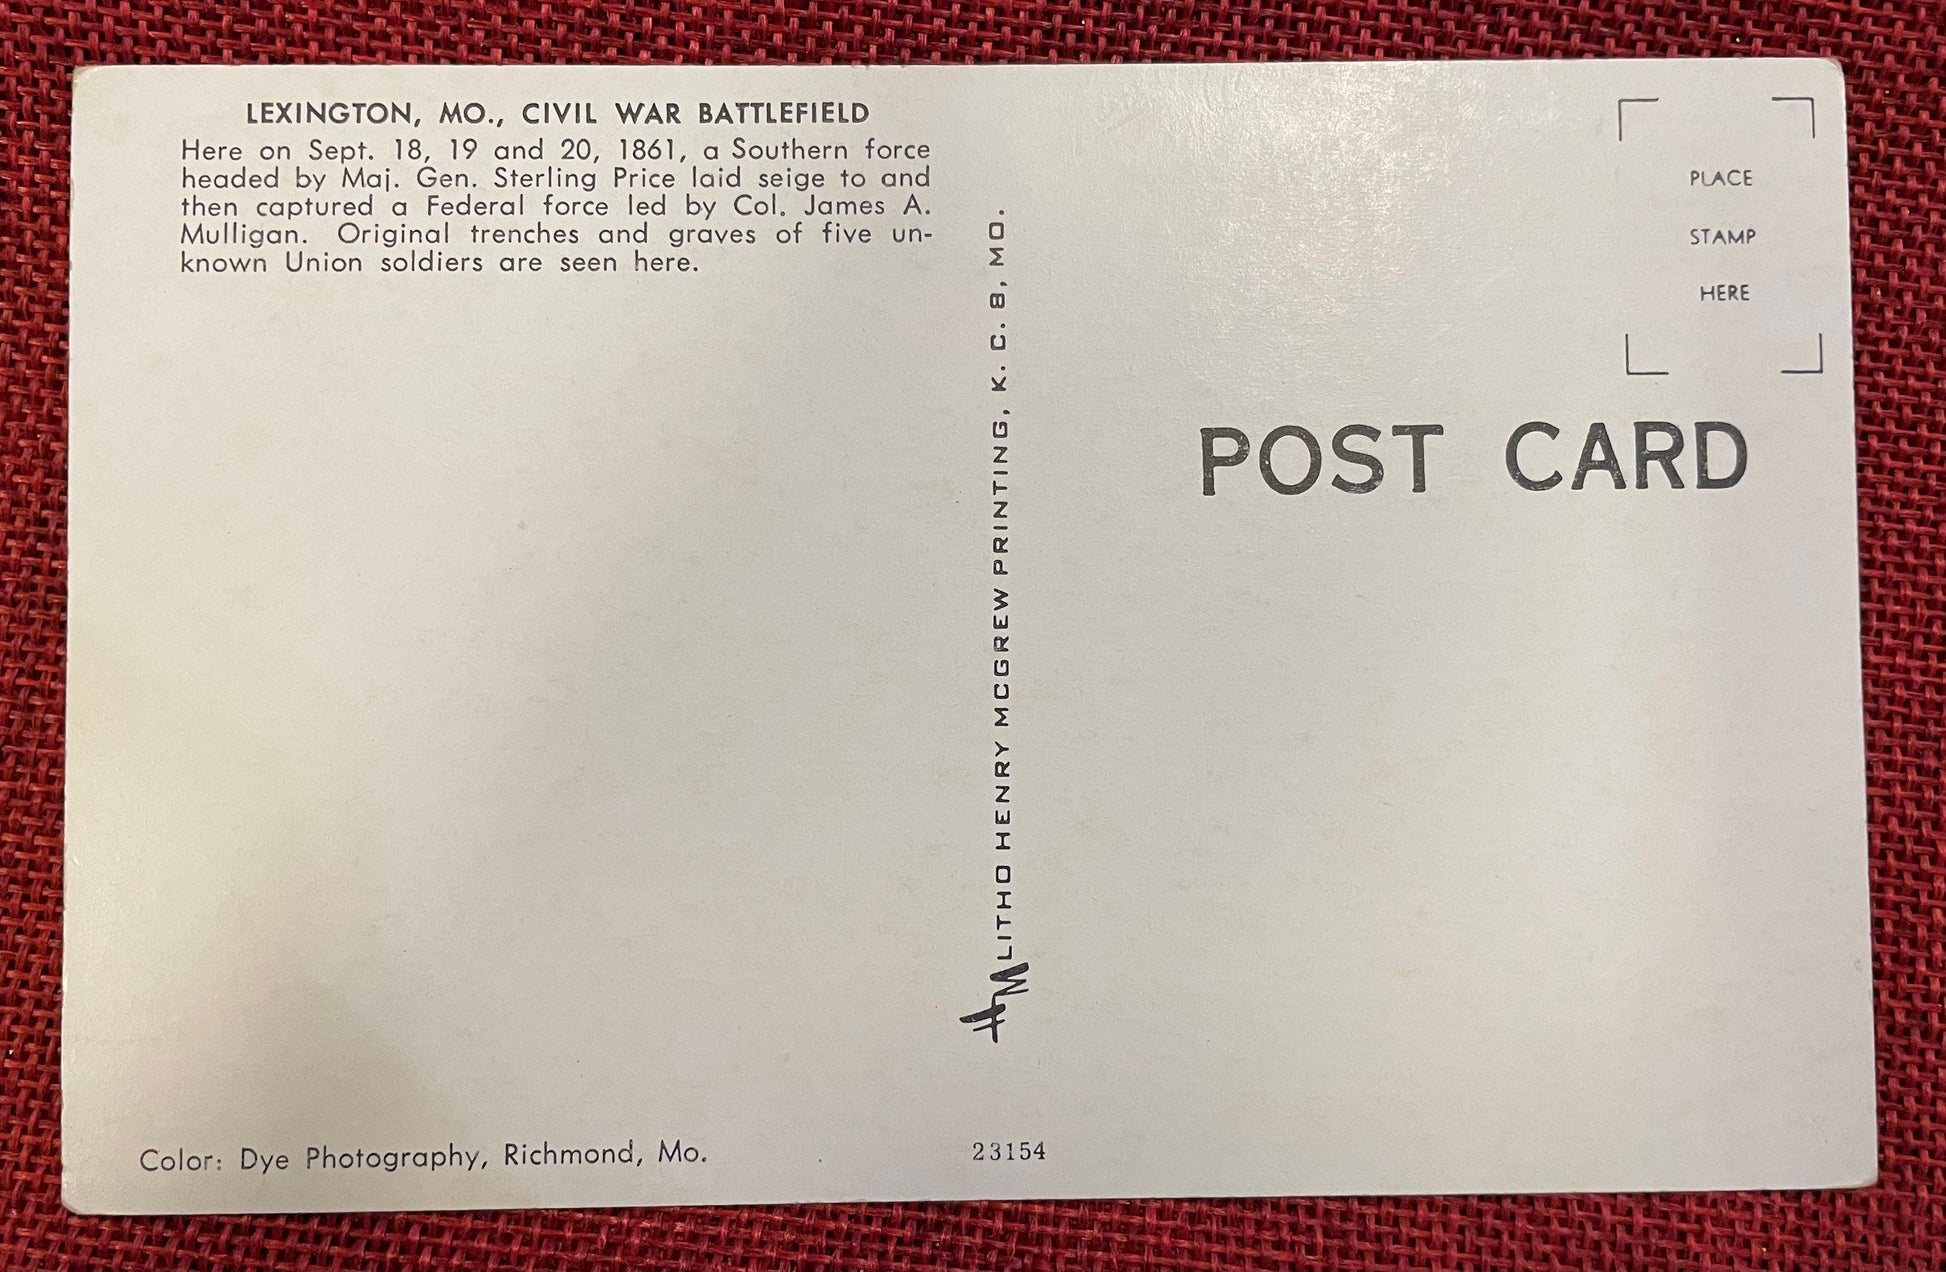 LEXINGTON, MO., CIVIL WAR BATTLEFIELD
Here on Sept. 18, 19 and 20, 1861, a Southern force
headed by Maj. Gen. Sterling Price laid seige to and
then captured a Federal force led by Col. James A.
Mulligan. Original trenches and graves of five un-
known Union soldiers are seen here.
Color: Dye Photography, Richmond, Mo.
HM LITHO HENRY MCGREW PRINTING, K. C. 8, MO.
23154
PLACE
STAMP
HERE
POST CARD